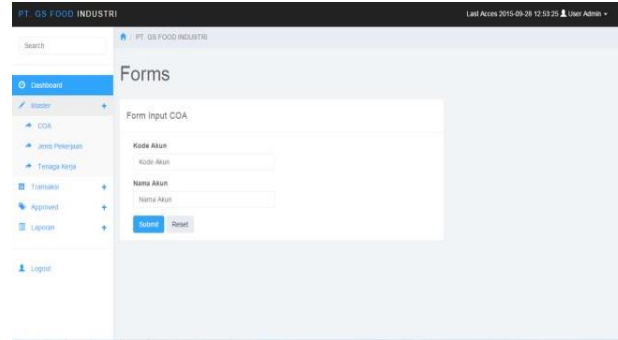 PT. GS FOOD INDUSTRI
Last Acces 2015-09-28 12:53:25 User Admin
Search
/ PT. GS FOOD INDUSTRI
Forms
Dashboard
Master +
COA
Jenis Pekerjaan
Tenaga Kerja
Transaksi +
Approved +
Laporan +
Logout
Form Input COA
Kode Akun
Kode Akun
Nama Akun
Nama Akun
Submit Reset